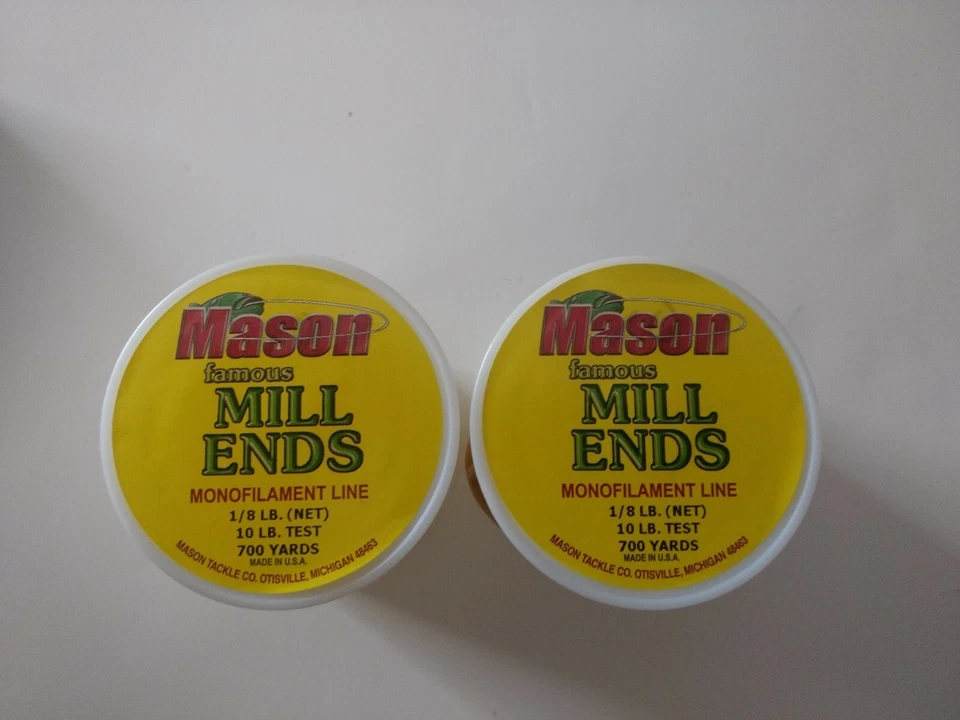 Mason
famous
MILL
ENDS
MONOFILAMENT LINE
1/8 LB. (NET)
10 LB. TEST
700 YARDS
MADE IN U.S.A.
MASON TACKLE CO. OTISVILLE, MICHIGAN 48463
Mason
famous
MILL
ENDS
MONOFILAMENT LINE
1/8 LB. (NET)
10 LB. TEST
700 YARDS
MADE IN U.S.A.
MASON TACKLE CO. OTISVILLE, MICHIGAN 48463